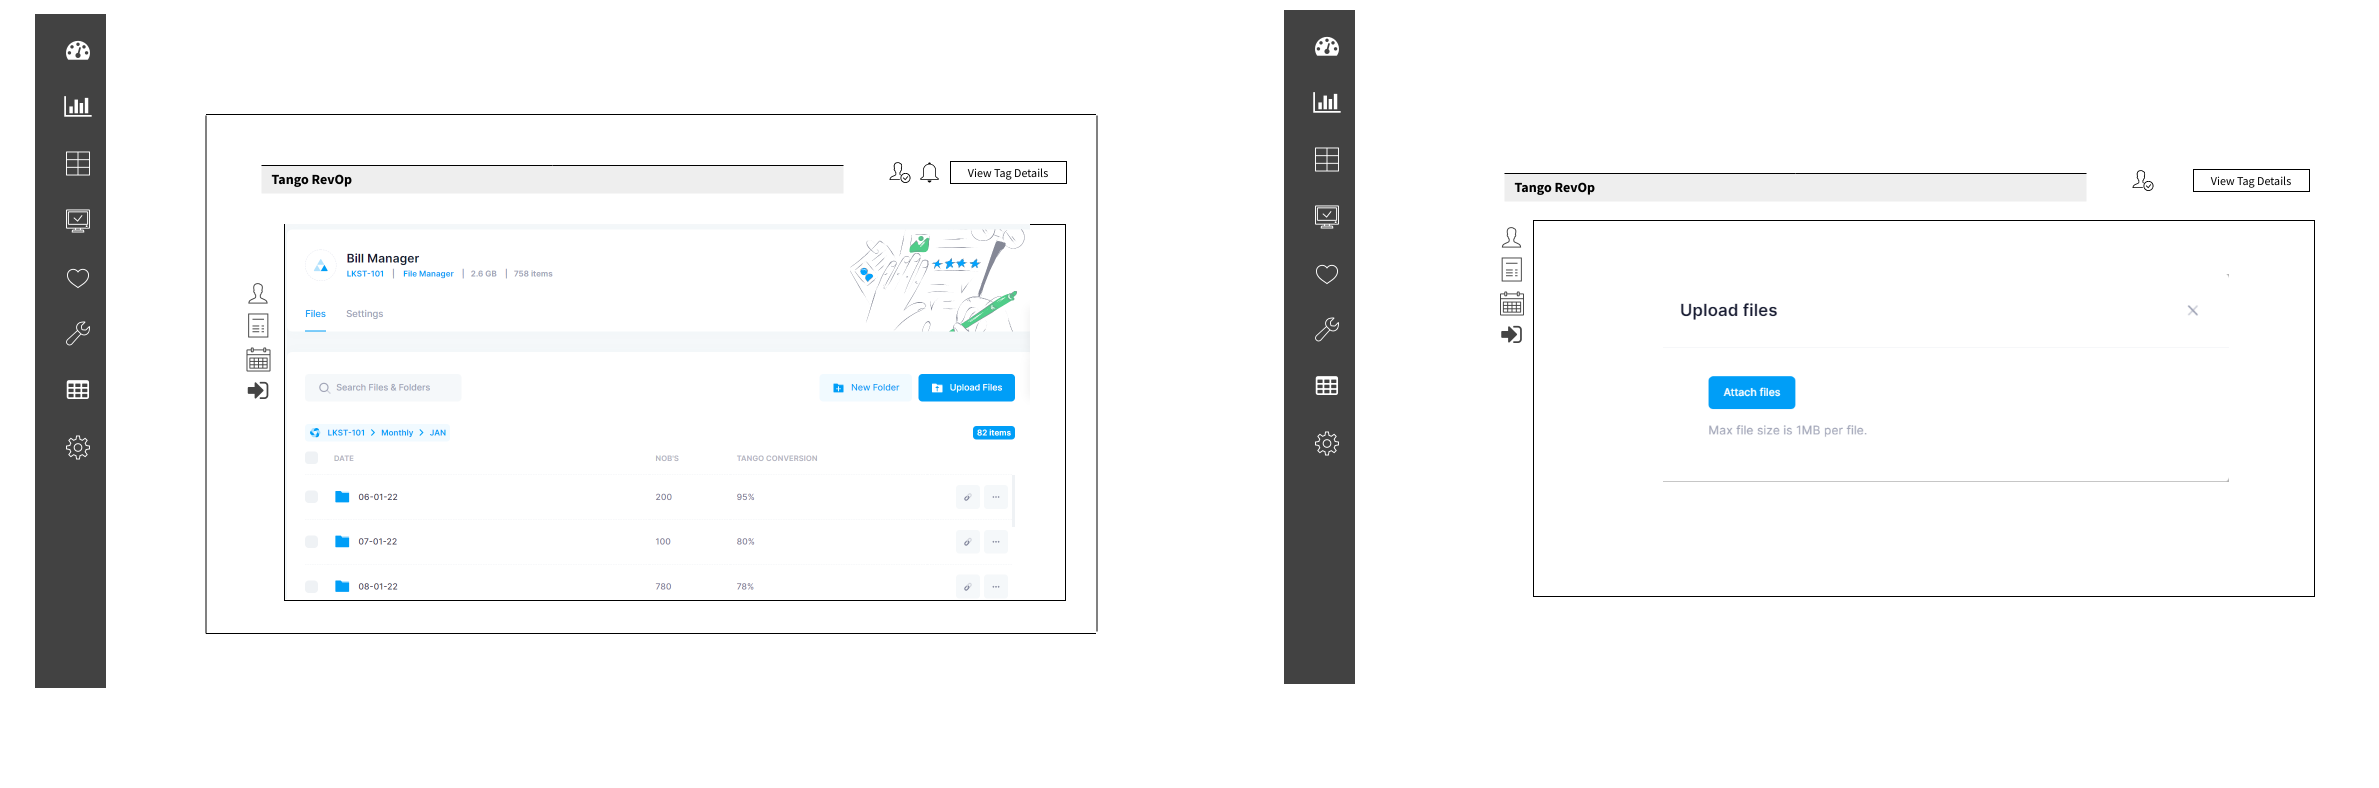 Tango RevOp
View Tag Details
Bill Manager
LKST-101 | File Manager | 2.6 GB | 758 items
Files Settings
Search Files & Folders
New Folder
Upload Files
LKST-101 > Monthly > JAN
82 items
DATE NOB'S TANGO CONVERSION
06-01-22 200 95%
07-01-22 100 80%
08-01-22 780 78%
Tango RevOp
View Tag Details
Upload files
Attach files
Max file size is 1MB per file.